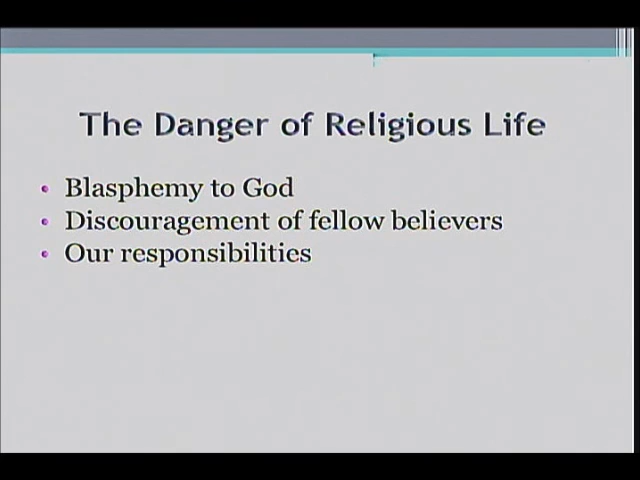 The Danger of Religious Life
• Blasphemy to God
• Discouragement of fellow believers
• Our responsibilities